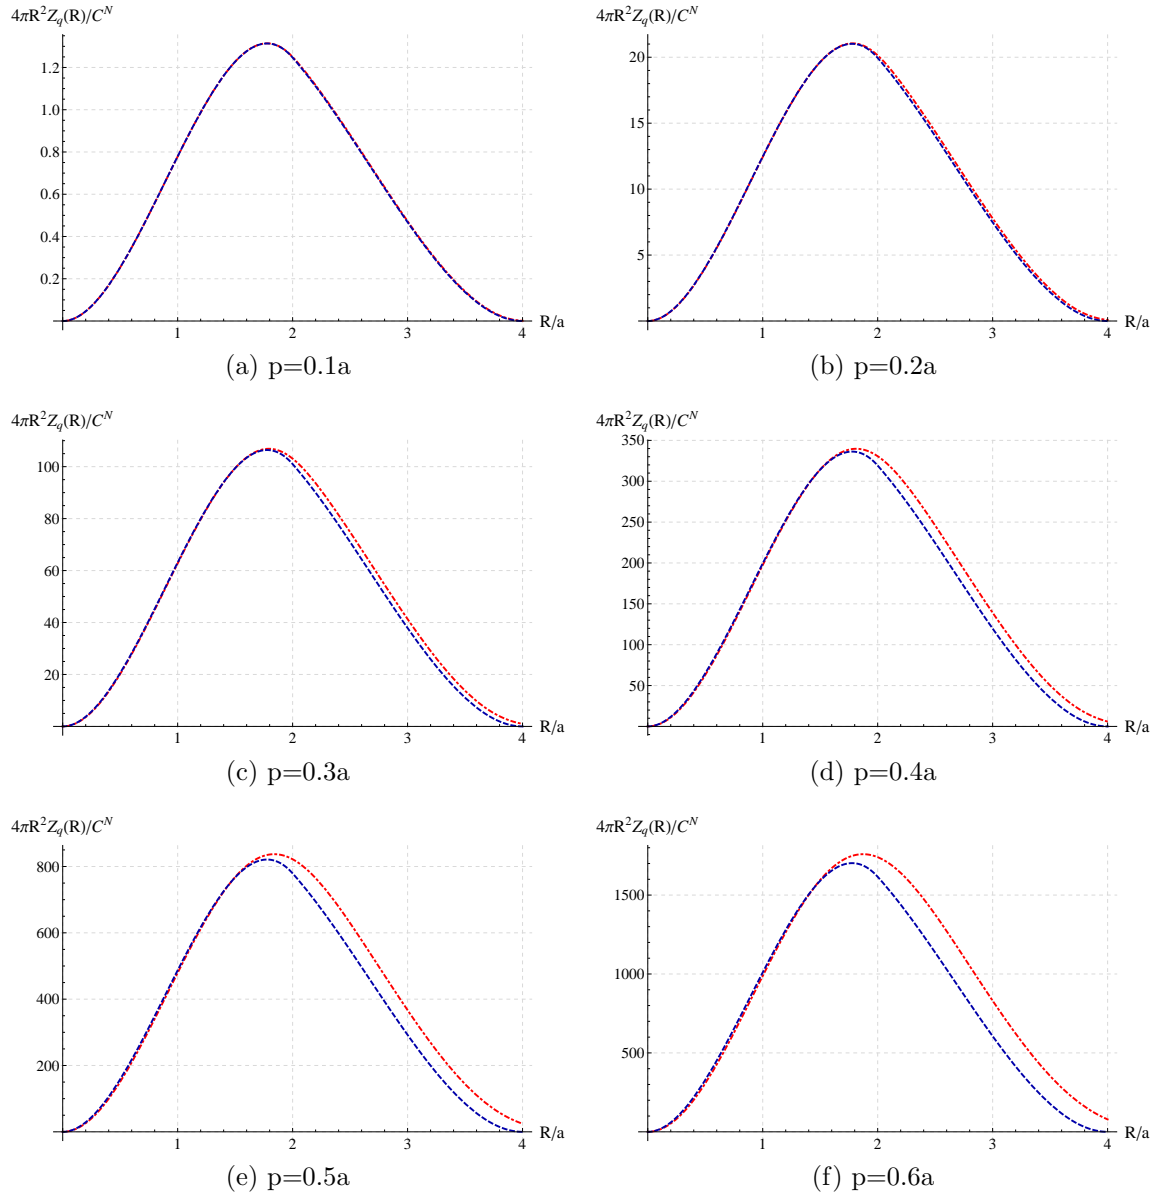 4πR²Z_q(R)/C^N
1.2
1.0
0.8
0.6
0.4
0.2
1 2 3 4
R/a
(a) p=0.1a
4πR²Z_q(R)/C^N
20
15
10
5
1 2 3 4
R/a
(b) p=0.2a
4πR²Z_q(R)/C^N
100
80
60
40
20
1 2 3 4
R/a
(c) p=0.3a
4πR²Z_q(R)/C^N
350
300
250
200
150
100
50
1 2 3 4
R/a
(d) p=0.4a
4πR²Z_q(R)/C^N
800
600
400
200
1 2 3 4
R/a
(e) p=0.5a
4πR²Z_q(R)/C^N
1500
1000
500
1 2 3 4
R/a
(f) p=0.6a